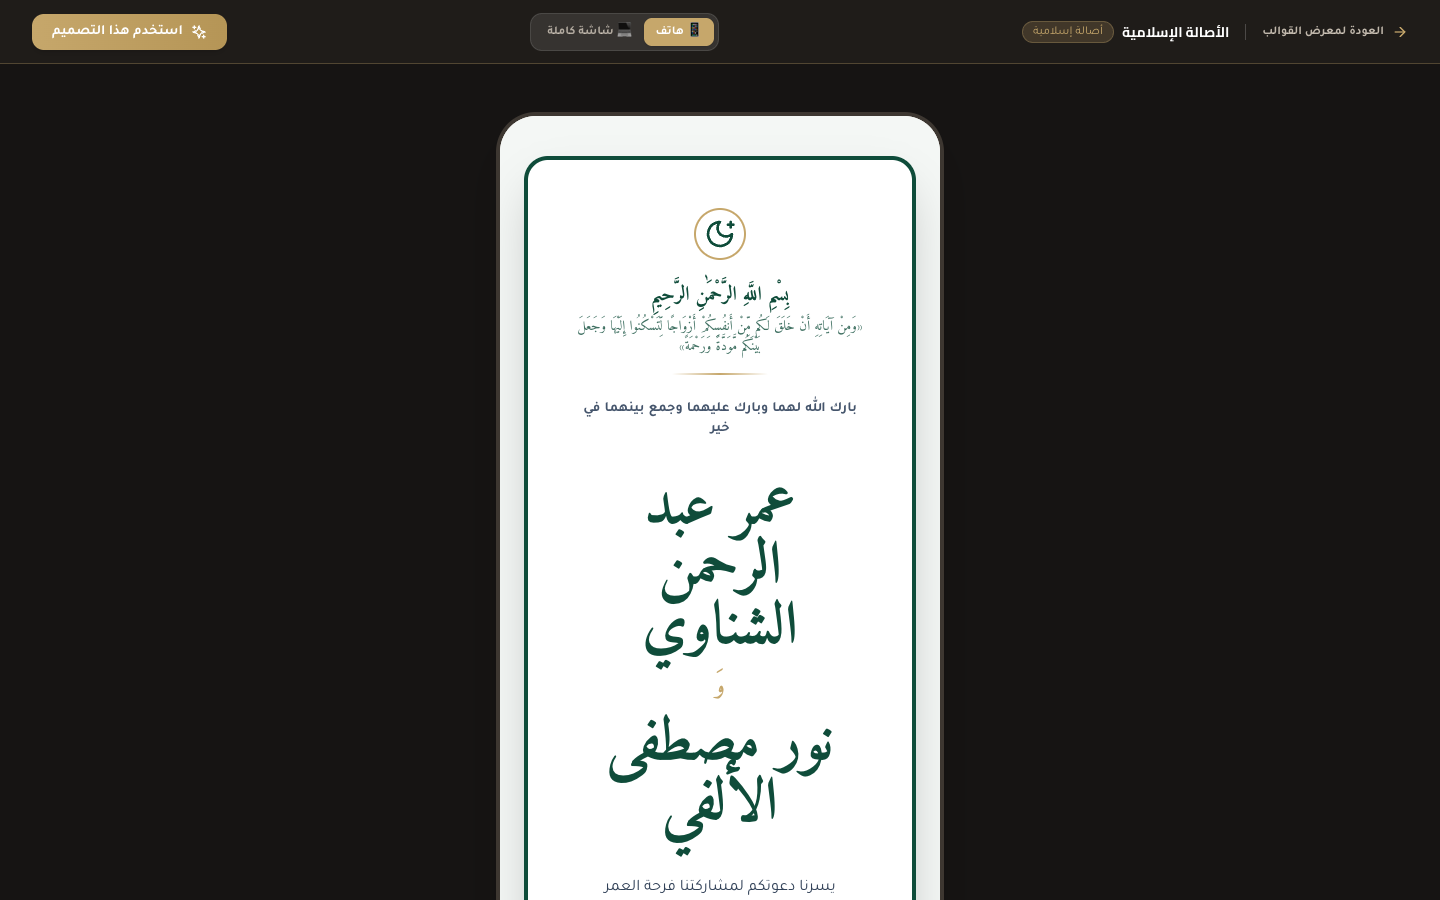 العودة لمعرض القوالب
الأصالة الإسلامية
أصالة إسلامية
هاتف
شاشة كاملة
استخدم هذا التصميم
بِسْمِ اللَّهِ الرَّحْمَٰنِ الرَّحِيمِ
«وَمِنْ آيَاتِهِ أَنْ خَلَقَ لَكُم مِّنْ أَنفُسِكُمْ أَزْوَاجًا لِّتَسْكُنُوا إِلَيْهَا وَجَعَلَ
بَيْنَكُم مَّوَدَّةً وَرَحْمَةً»
بارك الله لهما وبارك عليهما وجمع بينهما في
خير
عمر عبد
الرحمن
الشناوي
وَ
نور مصطفى
الألفي
يسرنا دعوتكم لمشاركتنا فرحة العمر